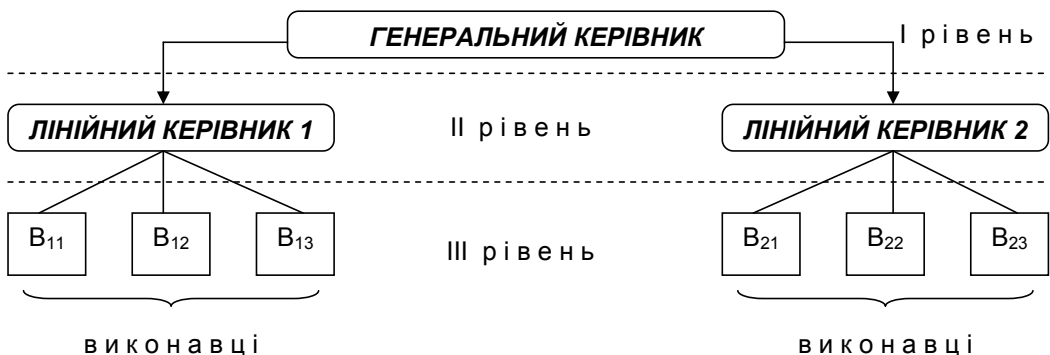 ГЕНЕРАЛЬНИЙ КЕРІВНИК
І рівень
ЛІНІЙНИЙ КЕРІВНИК 1
ІІ рівень
ЛІНІЙНИЙ КЕРІВНИК 2
В11 В12 В13
ІІІ рівень
В21 В22 В23
виконавці
виконавці